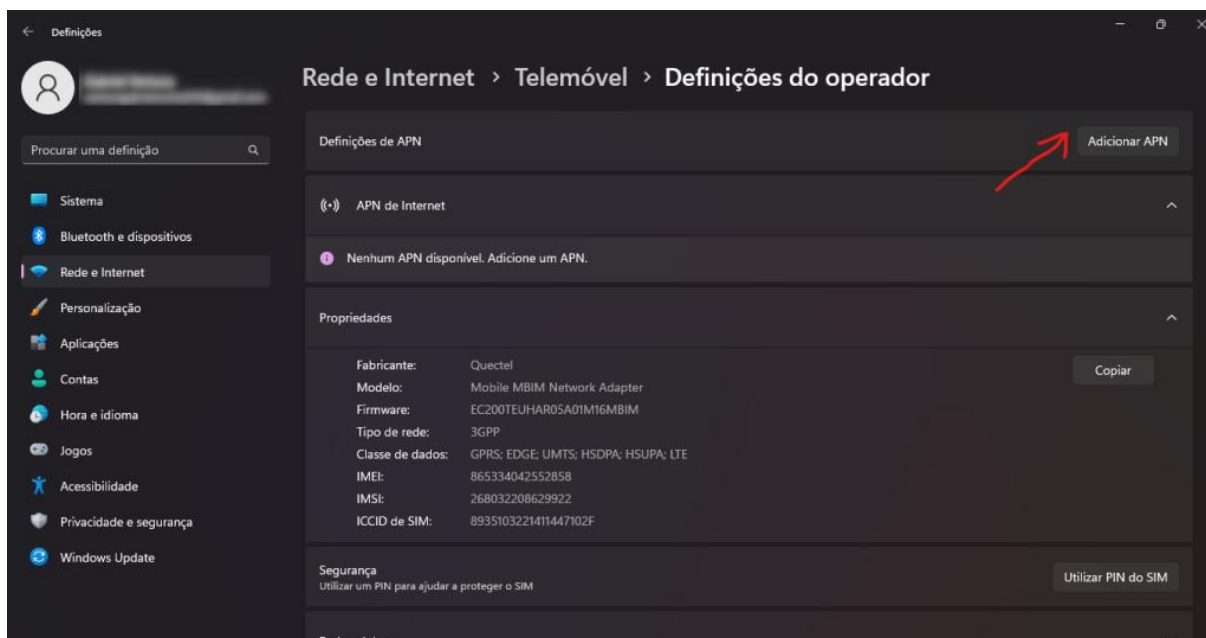 Definições
Rede e Internet > Telemóvel > Definições do operador
Procurar uma definição
Sistema
Bluetooth e dispositivos
Rede e Internet
Personalização
Aplicações
Contas
Hora e idioma
Jogos
Acessibilidade
Privacidade e segurança
Windows Update
Definições de APN
Adicionar APN
APN de Internet
Nenhum APN disponível. Adicione um APN.
Propriedades
Copiar
Fabricante: Quectel
Modelo: Mobile MBIM Network Adapter
Firmware: EC200TEUHAR05A01M16MBIM
Tipo de rede: 3GPP
Classe de dados: GPRS; EDGE; UMTS; HSDPA; HSUPA; LTE
IMEI: 865334042552858
IMSI: 268032208629922
ICCID de SIM: 8935103221411447102F
Segurança
Utilizar um PIN para ajudar a proteger o SIM
Utilizar PIN do SIM